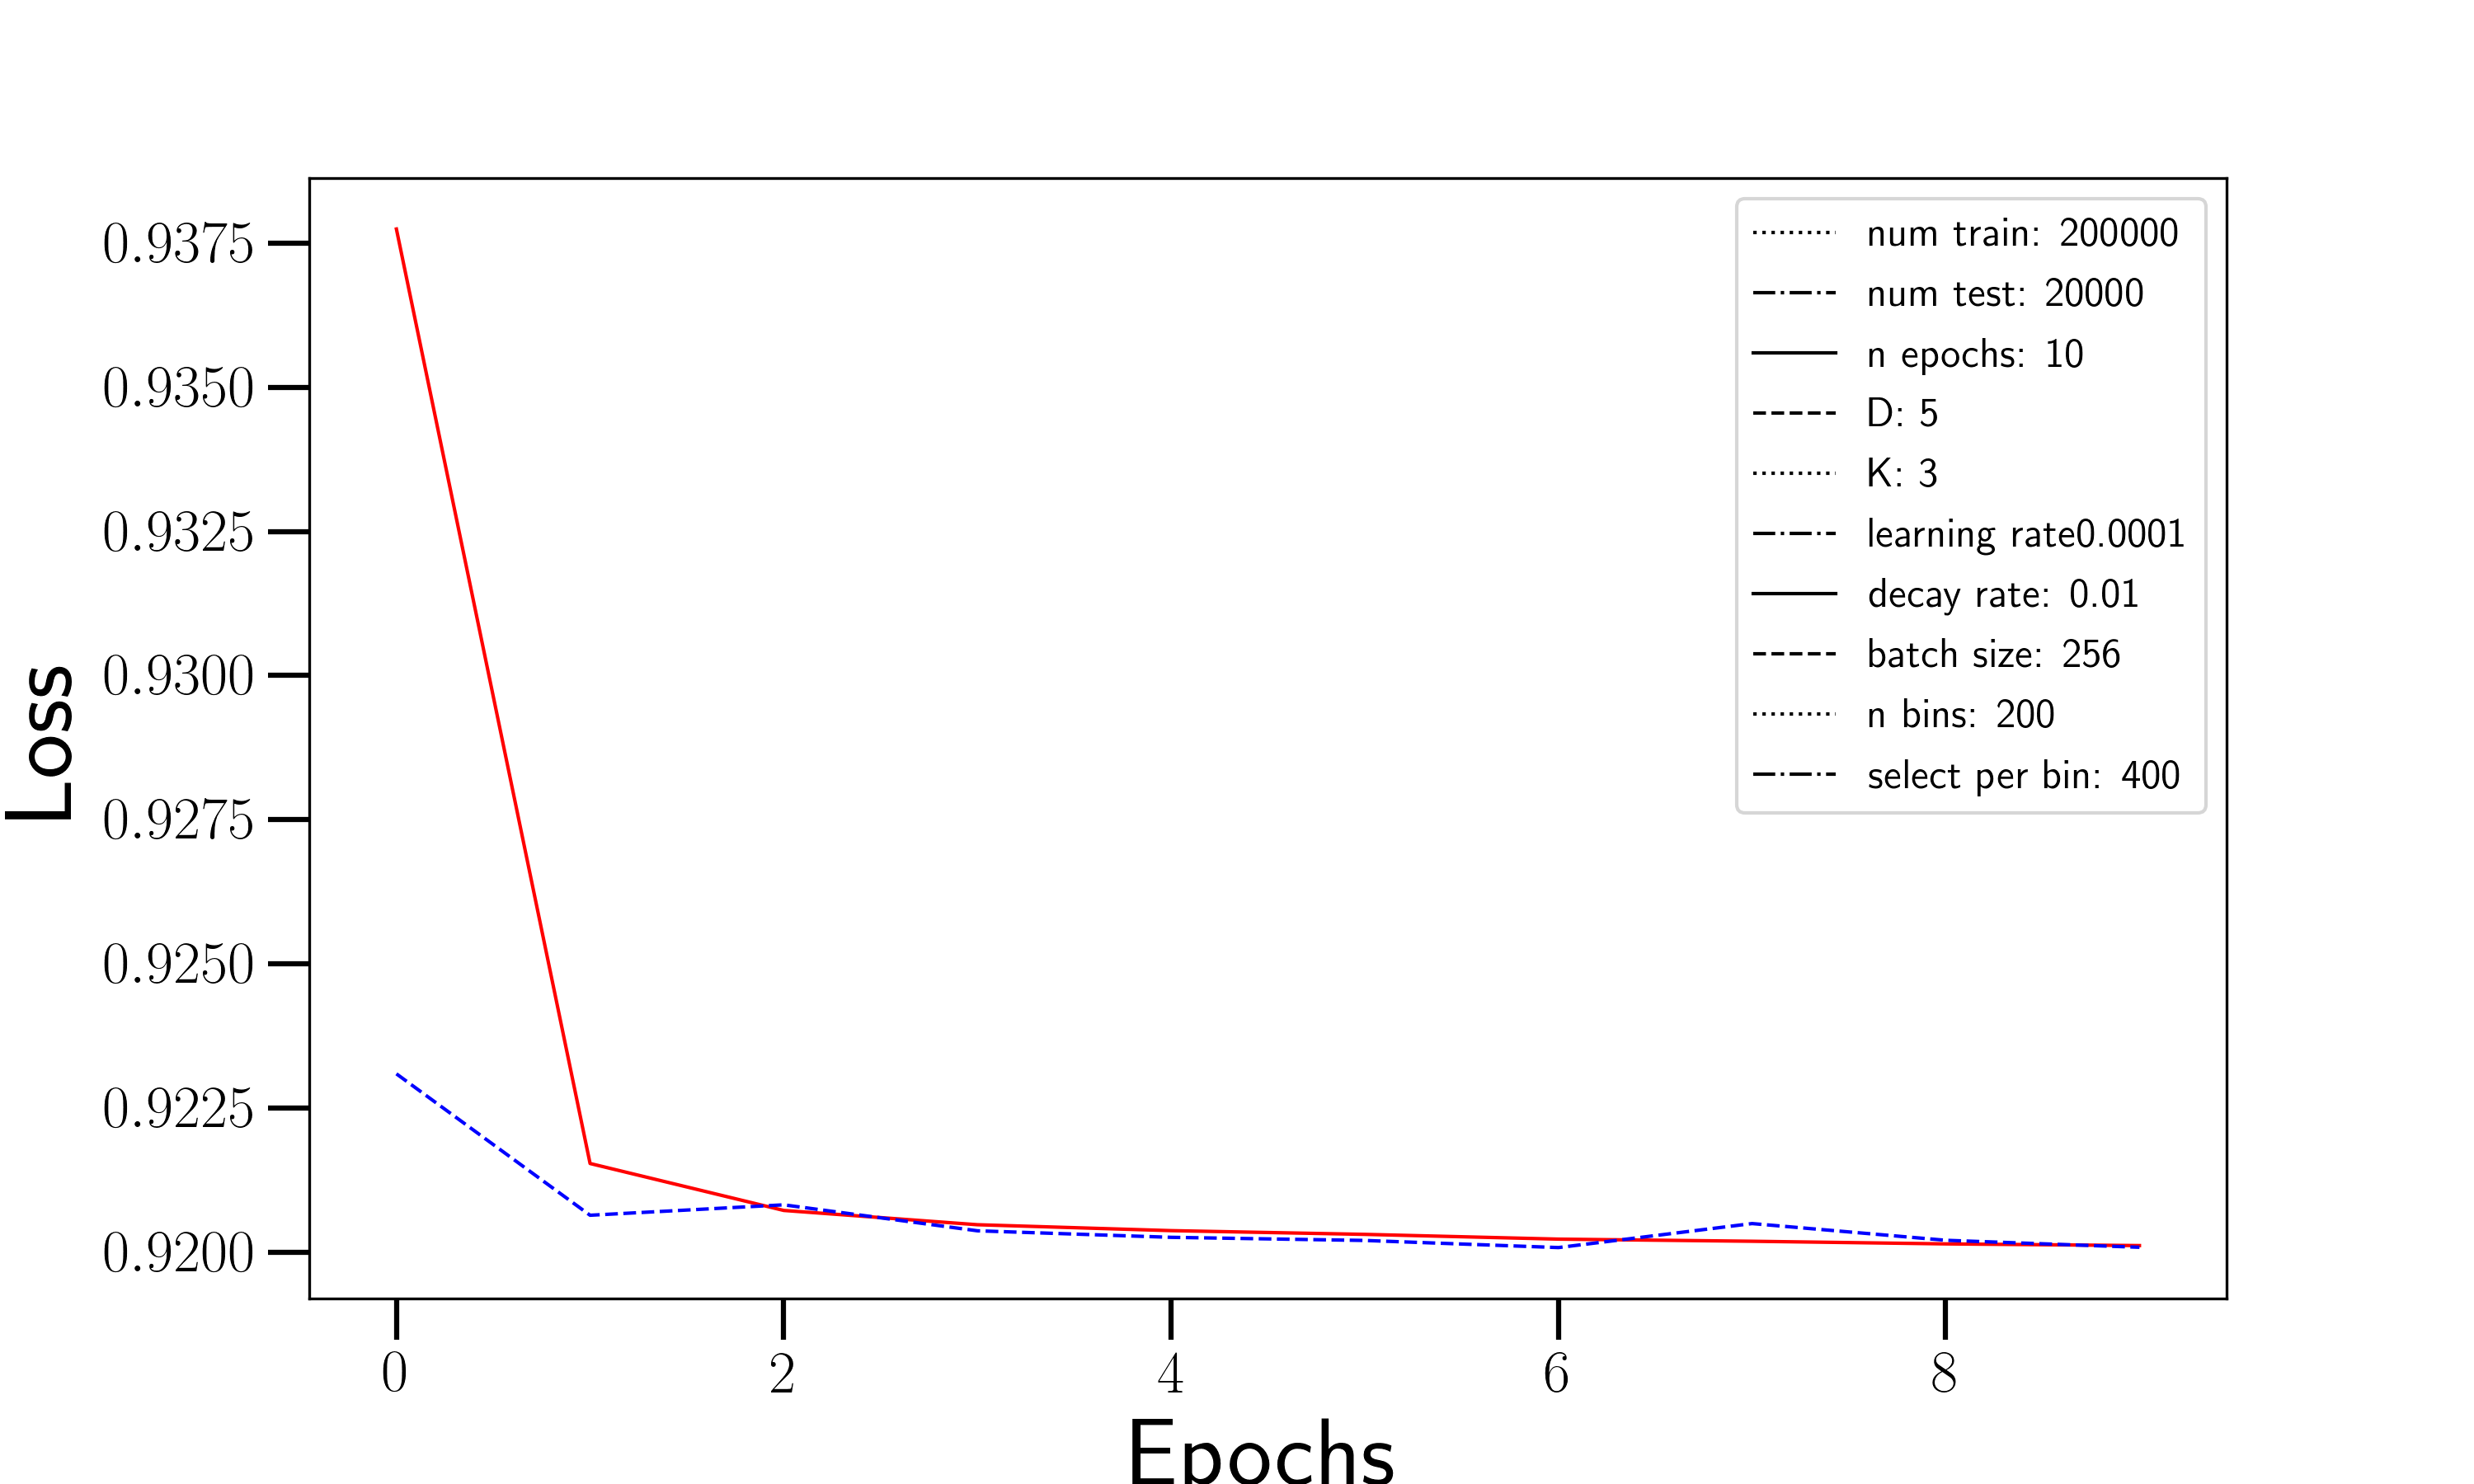 0.9375
0.9350
0.9325
0.9300
0.9275
0.9250
0.9225
0.9200
Loss
num train: 200000
num test: 20000
n epochs: 10
D: 5
K: 3
learning rate0.0001
decay rate: 0.01
batch size: 256
n bins: 200
select per bin: 400
0 2 4 6 8
Epochs